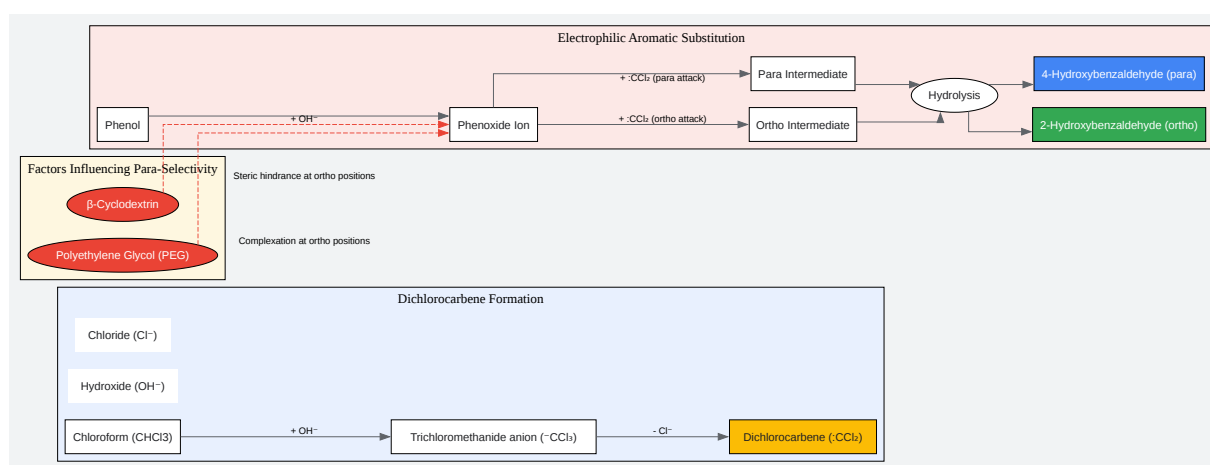 Electrophilic Aromatic Substitution
Para Intermediate
4-Hydroxybenzaldehyde (para)
+ :CCl₂ (para attack)
Hydrolysis
Phenol
+ OH⁻
Phenoxide Ion
+ :CCl₂ (ortho attack)
Ortho Intermediate
2-Hydroxybenzaldehyde (ortho)
Factors Influencing Para-Selectivity
Steric hindrance at ortho positions
β-Cyclodextrin
Complexation at ortho positions
Polyethylene Glycol (PEG)
Dichlorocarbene Formation
Chloride (Cl⁻)
Hydroxide (OH⁻)
Chloroform (CHCl3)
+ OH⁻
Trichloromethanide anion (⁻CCl₃)
- Cl⁻
Dichlorocarbene (:CCl₂)